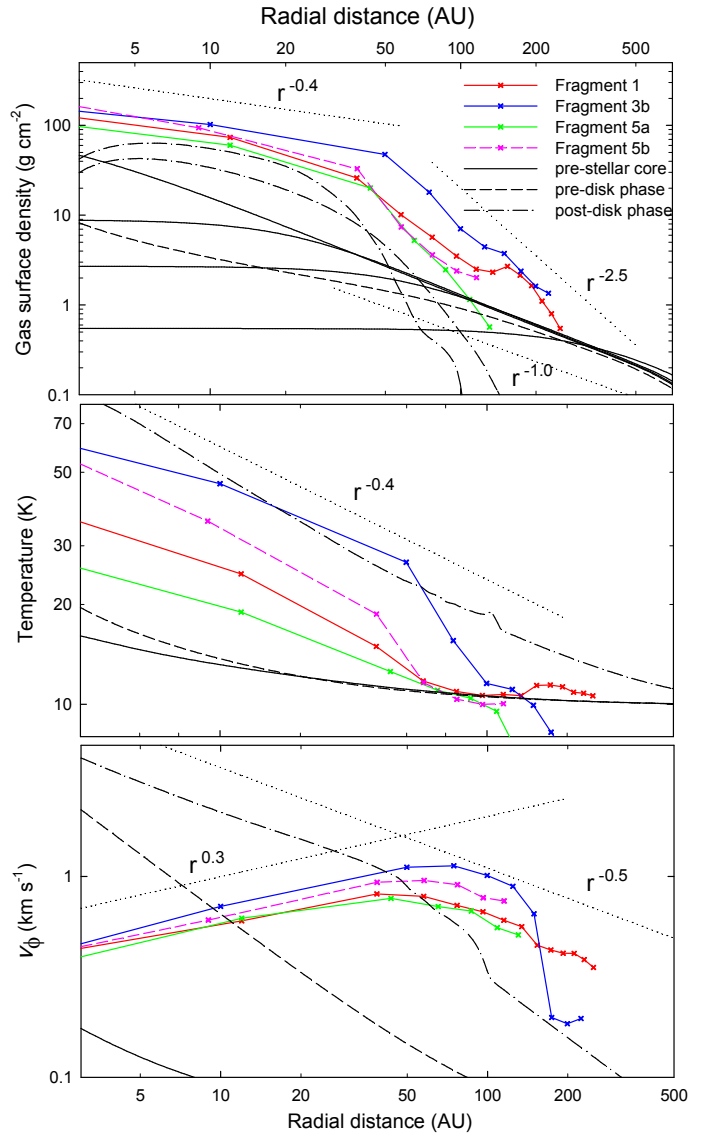 Radial distance (AU)
5 10 20 50 100 200 500
Gas surface density (g cm-2)
100
10
1
0.1
r-0.4
r-2.5
r-1.0
Fragment 1
Fragment 3b
Fragment 5a
Fragment 5b
pre-stellar core
pre-disk phase
post-disk phase
Temperature (K)
70
50
30
20
10
r-0.4
vϕ (km s-1)
1
0.1
r0.3
r-0.5
5 10 50 100 200 500
Radial distance (AU)